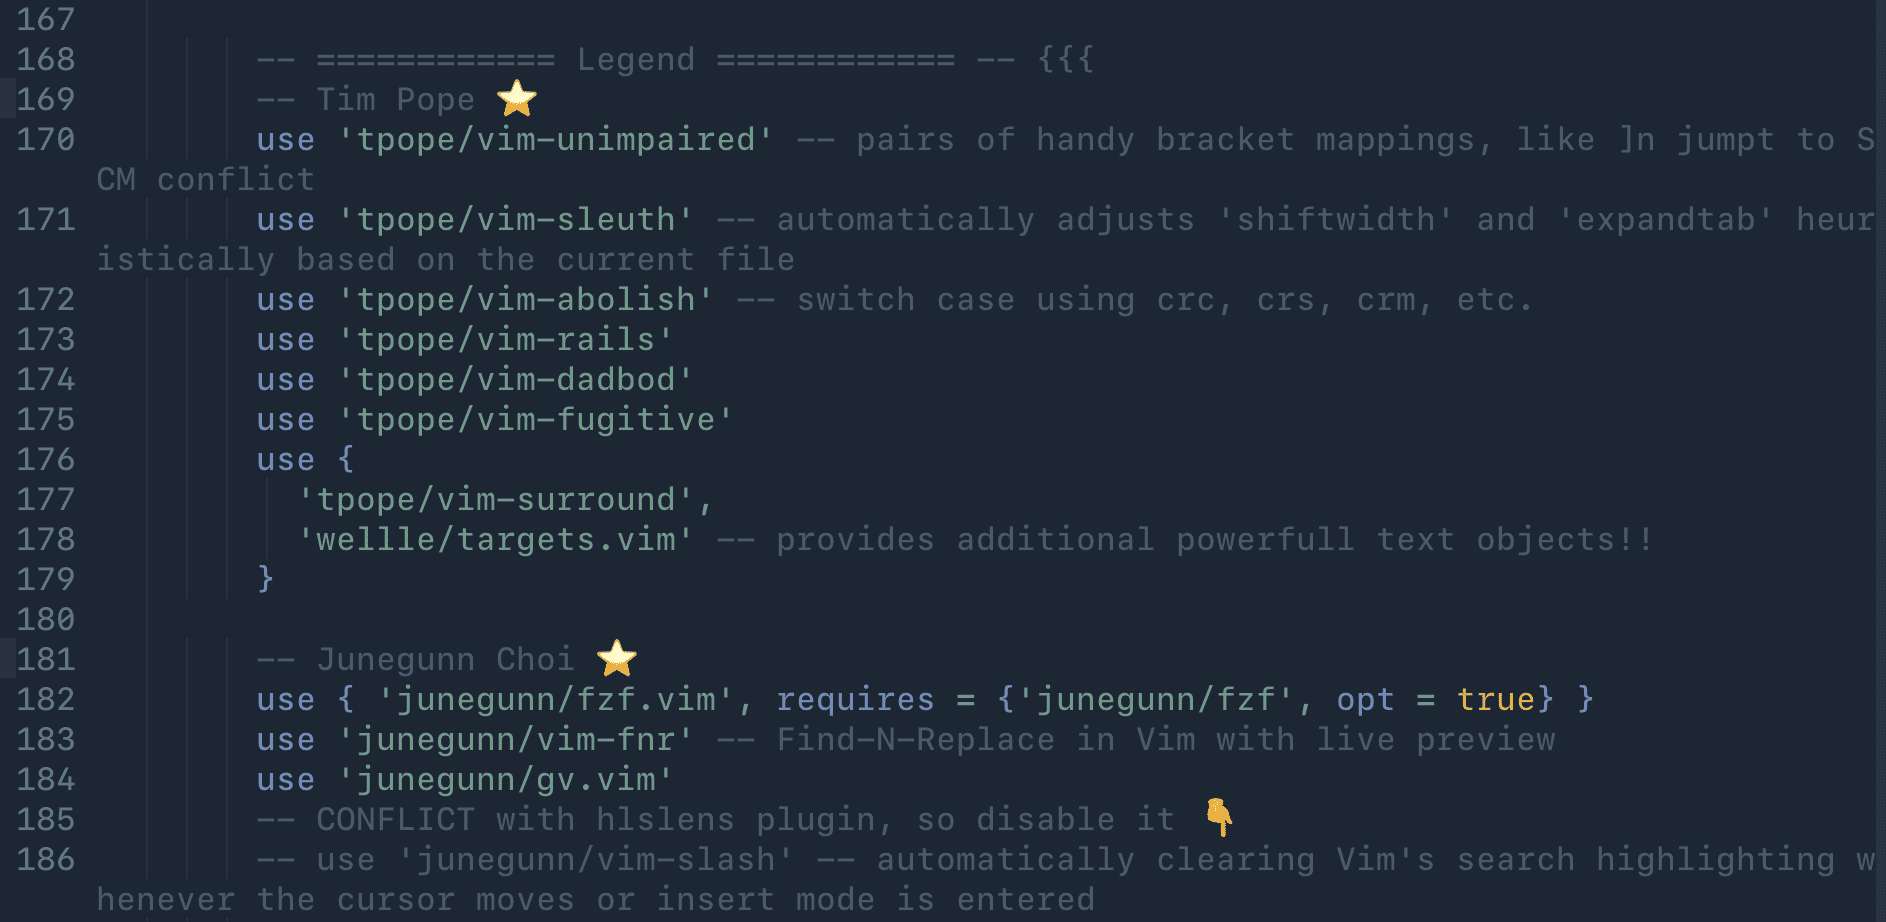 167
168 -- ============ Legend ============ -- {{{
169 -- Tim Pope ⭐
170 use 'tpope/vim-unimpaired' -- pairs of handy bracket mappings, like ]n jumpt to S
CM conflict
171 use 'tpope/vim-sleuth' -- automatically adjusts 'shiftwidth' and 'expandtab' heur
istically based on the current file
172 use 'tpope/vim-abolish' -- switch case using crc, crs, crm, etc.
173 use 'tpope/vim-rails'
174 use 'tpope/vim-dadbod'
175 use 'tpope/vim-fugitive'
176 use {
177 'tpope/vim-surround',
178 'wellle/targets.vim' -- provides additional powerfull text objects!!
179 }
180
181 -- Junegunn Choi ⭐
182 use { 'junegunn/fzf.vim', requires = {'junegunn/fzf', opt = true} }
183 use 'junegunn/vim-fnr' -- Find-N-Replace in Vim with live preview
184 use 'junegunn/gv.vim'
185 -- CONFLICT with hlslens plugin, so disable it 👇
186 -- use 'junegunn/vim-slash' -- automatically clearing Vim's search highlighting w
henever the cursor moves or insert mode is entered